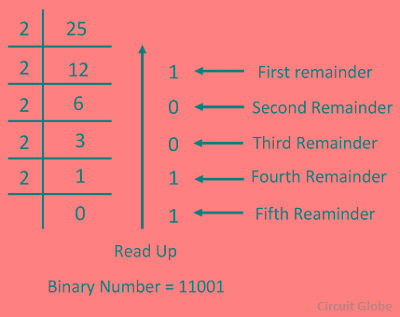 2 25
2 12 1 First remainder
2 6 0 Second Remainder
2 3 0 Third Remainder
2 1 1 Fourth Remainder
0 1 Fifth Reaminder
Read Up
Binary Number = 11001
Circuit Globe